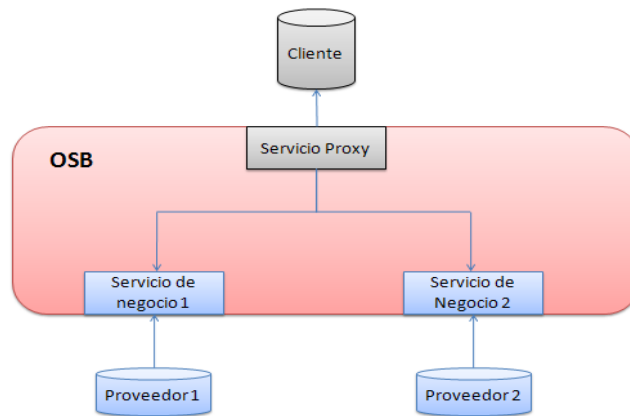 Cliente
Servicio Proxy
OSB
Servicio de
negocio 1
Servicio de
Negocio 2
Proveedor 1
Proveedor 2